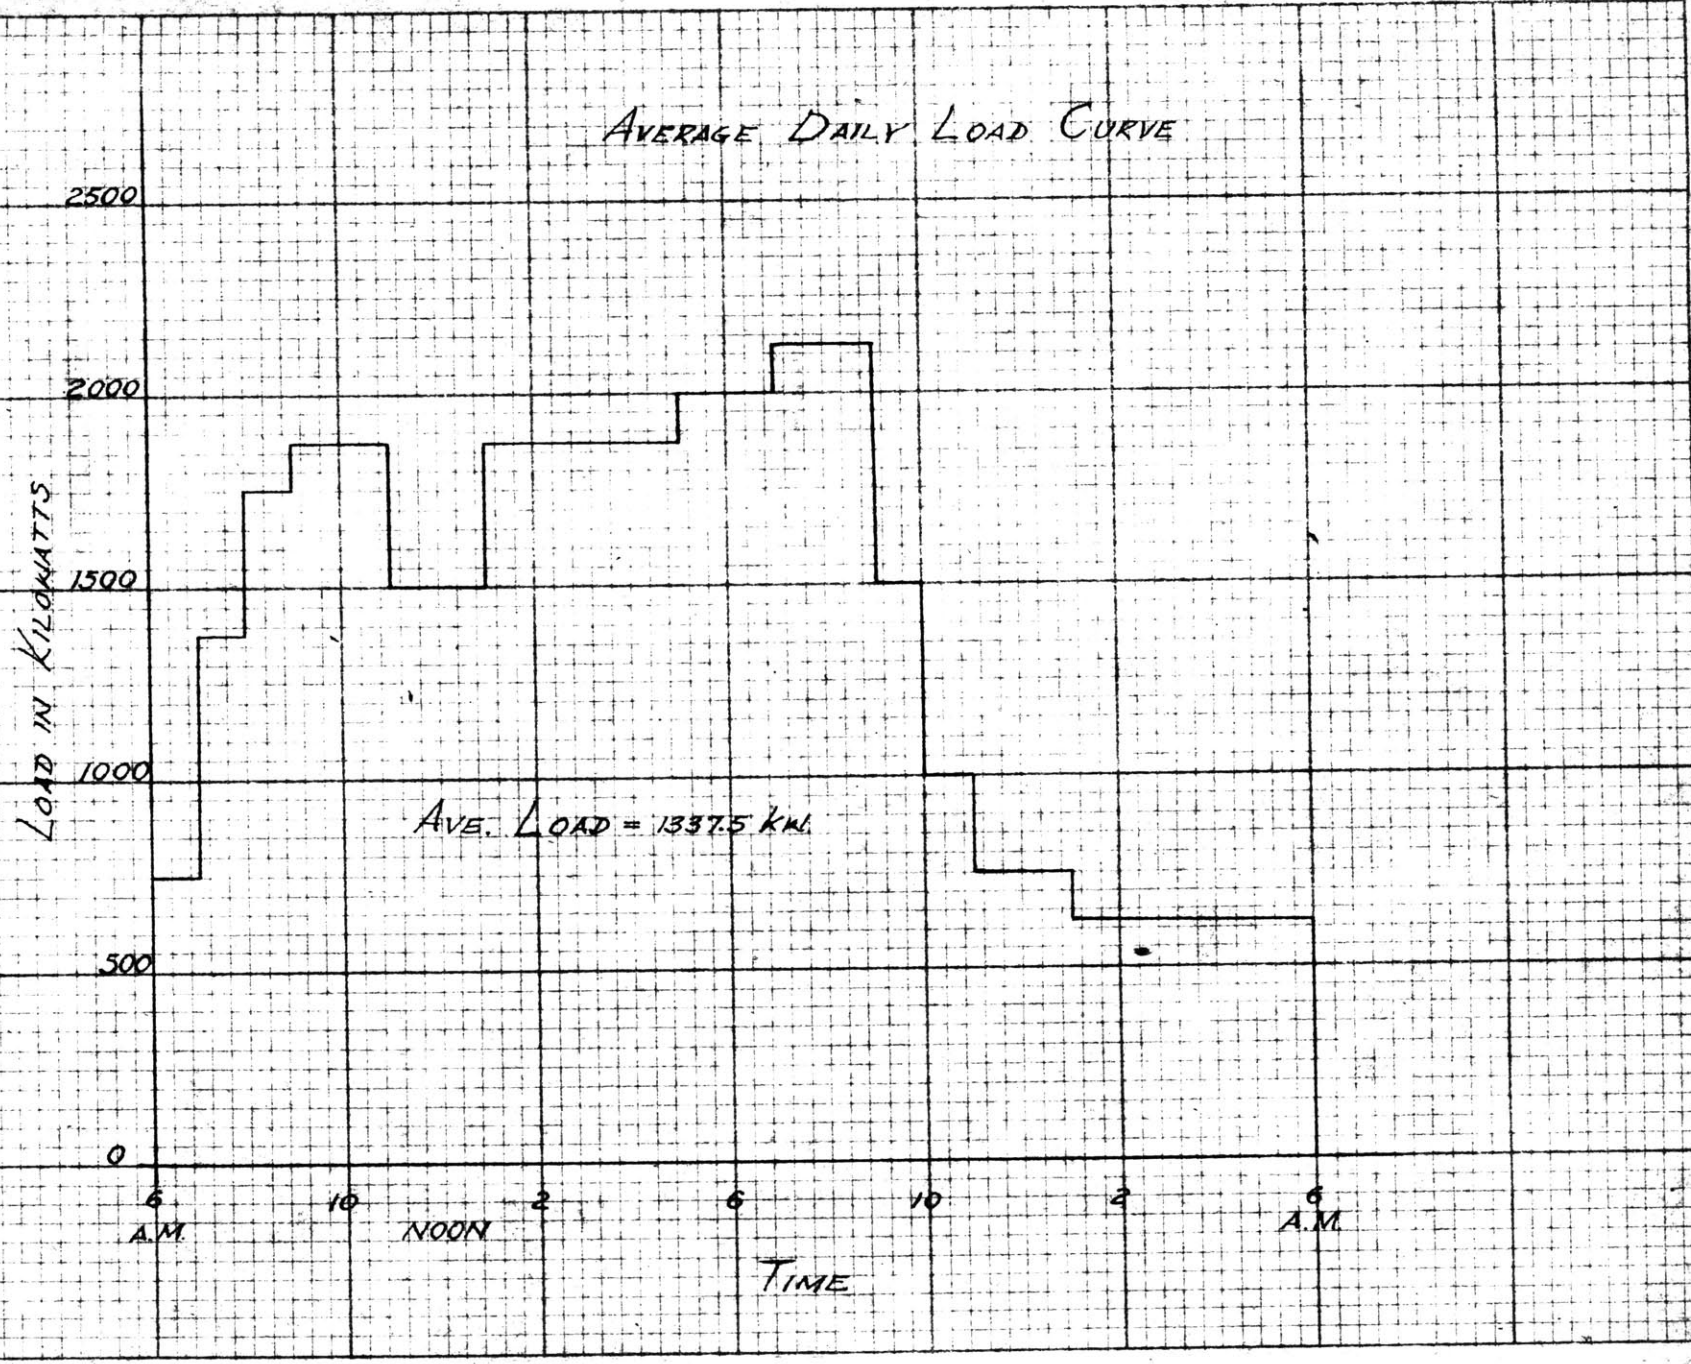 AVERAGE DAILY LOAD CURVE
2500
2000
1500
1000
500
0
LOAD IN KILOWATTS
AVE. LOAD = 1337.5 KW.
6 10 2 6 10 2 6
A.M. NOON A.M.
TIME